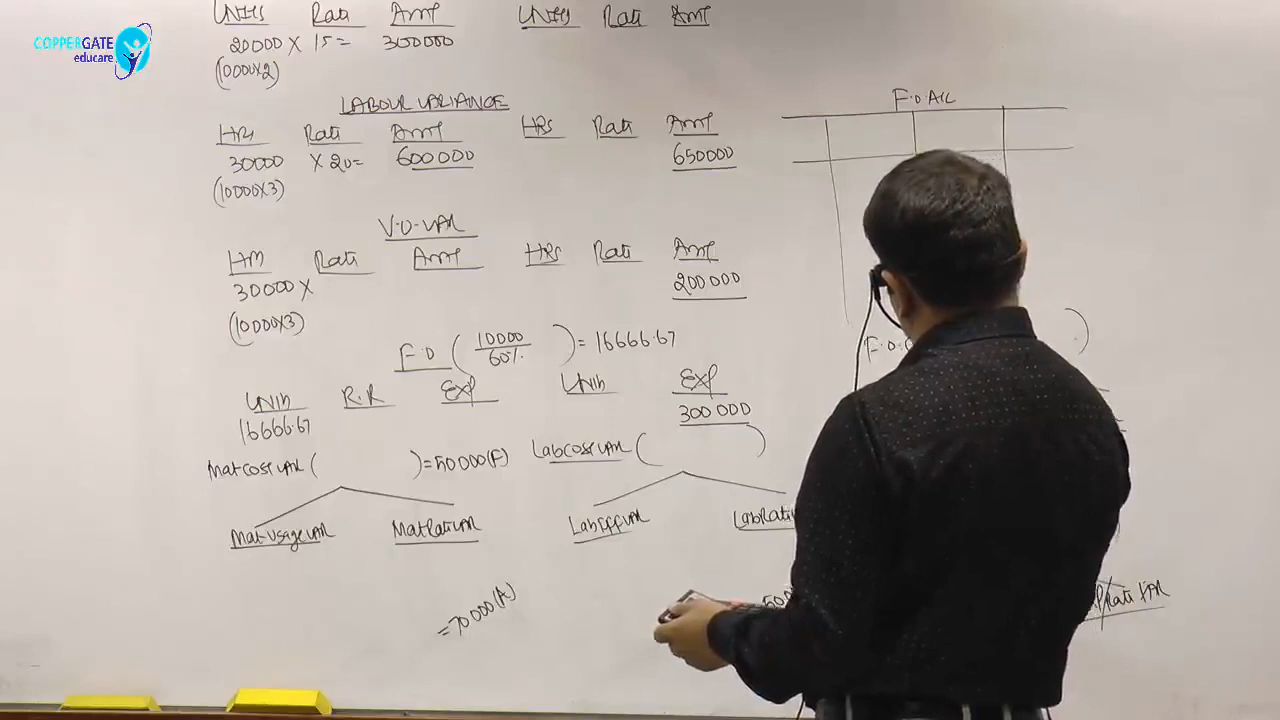 COPPERGATE
educare
UNITS Rate Amt UNITS Rate Amt
20000 X 15 = 300000
(10000X2)
LABOUR VARIANCE
HRS Rate Amt HRS Rate Amt
30000 X 20= 600000 650000
(10000X3)
V.O.VAR
HRS Rate Amt HRS Rate Amt
30000 X 200000
(10000X3)
F.O (10000/60% ) = 16666.67
Units R.R EXP Units EXP
16666.67 300000
Mat cost VAR ( ) = 50000(F) Lab cost VAR ( )
Mat Usage VAR Mat Rate VAR Lab Eff VAR Lab Rate
= 70000(A)
Rate VAR
F.O A/c
F.O.